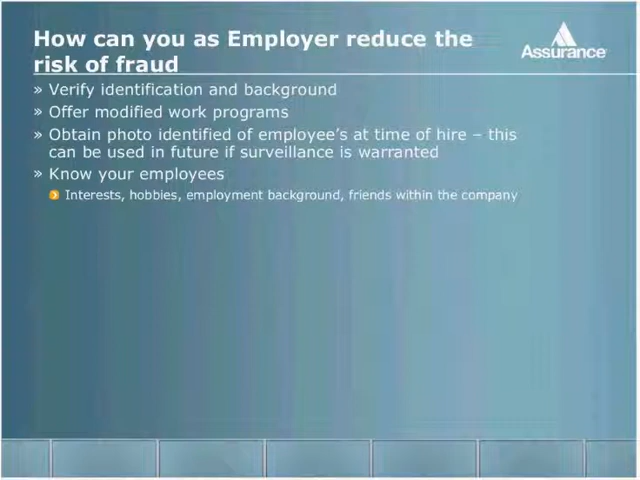 How can you as Employer reduce the
risk of fraud
Assurance
» Verify identification and background
» Offer modified work programs
» Obtain photo identified of employee's at time of hire – this
can be used in future if surveillance is warranted
» Know your employees
Interests, hobbies, employment background, friends within the company